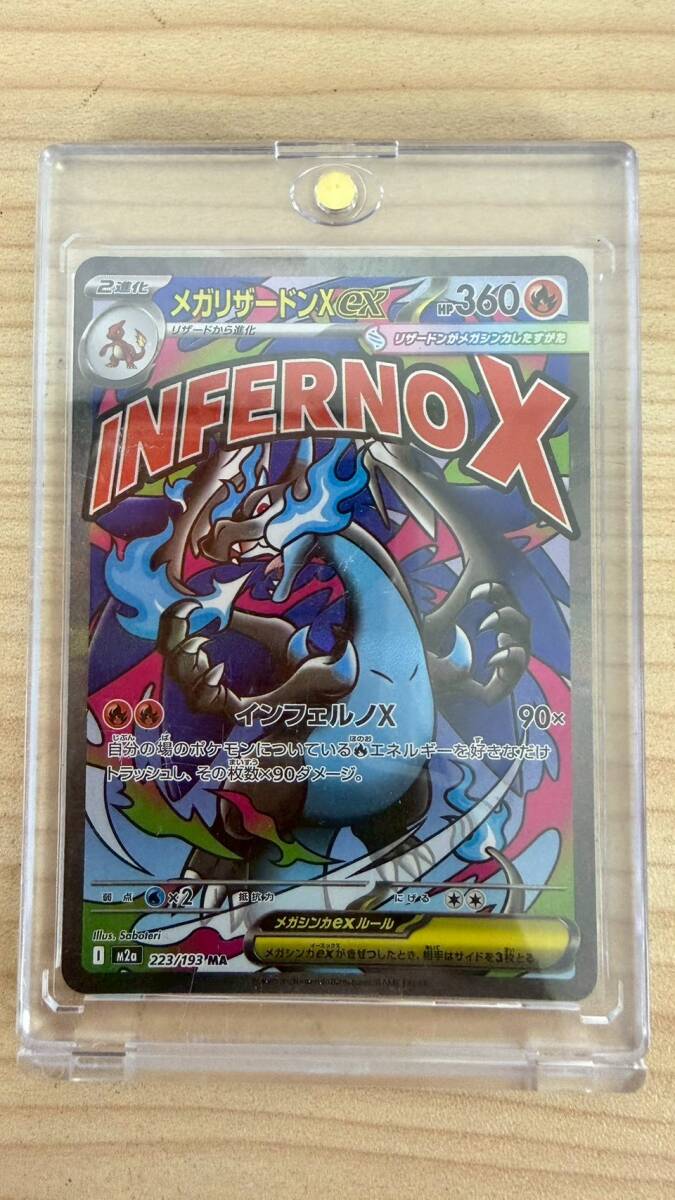 2進化
メガリザードンXex
HP360
リザードから進化
リザードンがメガシンカしたすがた
INFERNO X
インフェルノX 90×
自分の場のポケモンについているエネルギーを好きなだけ
トラッシュし、その枚数×90ダメージ。
弱点 ×2 抵抗力 にげる
メガシンカexルール
メガシンカexがきぜつしたとき、相手はサイドを3枚とる。
Illus. Saboteri
I m2a 223/193 MA